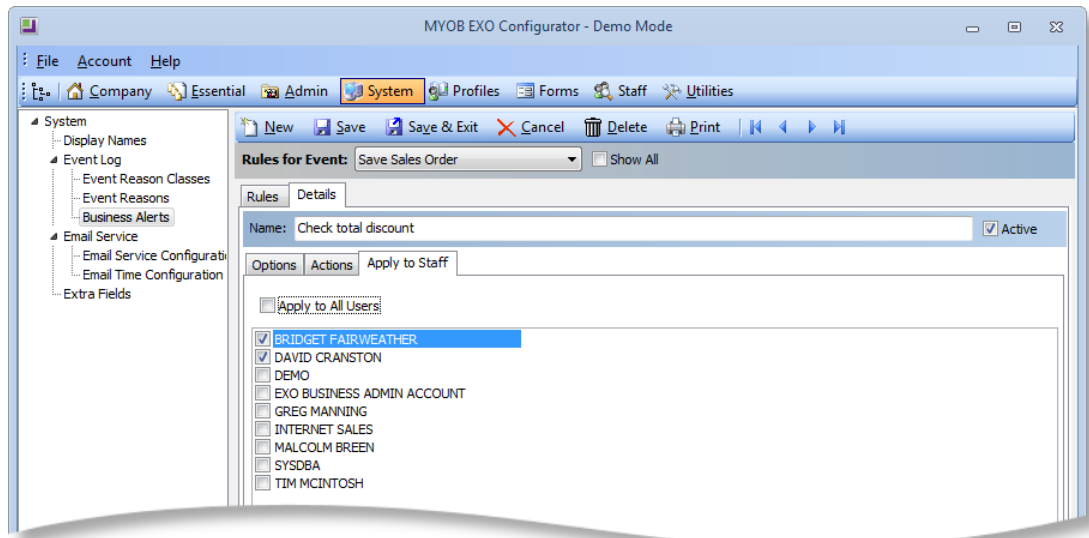 MYOB EXO Configurator - Demo Mode
File Account Help
Company Essential Admin System Profiles Forms Staff Utilities
System
Display Names
Event Log
Event Reason Classes
Event Reasons
Business Alerts
Email Service
Email Service Configurati
Email Time Configuration
Extra Fields
New Save Save & Exit Cancel Delete Print
Rules for Event: Save Sales Order Show All
Rules Details
Name: Check total discount Active
Options Actions Apply to Staff
Apply to All Users
BRIDGET FAIRWEATHER
DAVID CRANSTON
DEMO
EXO BUSINESS ADMIN ACCOUNT
GREG MANNING
INTERNET SALES
MALCOLM BREEN
SYSDBA
TIM MCINTOSH